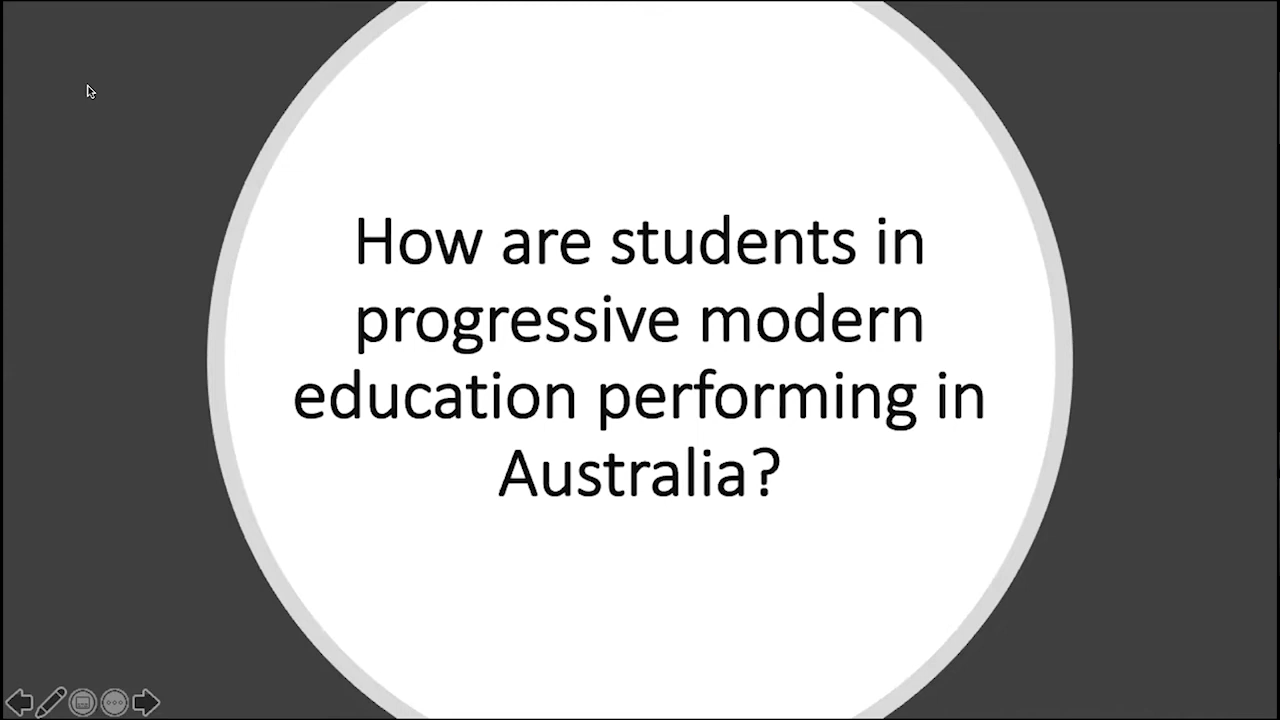 How are students in
progressive modern
education performing in
Australia?